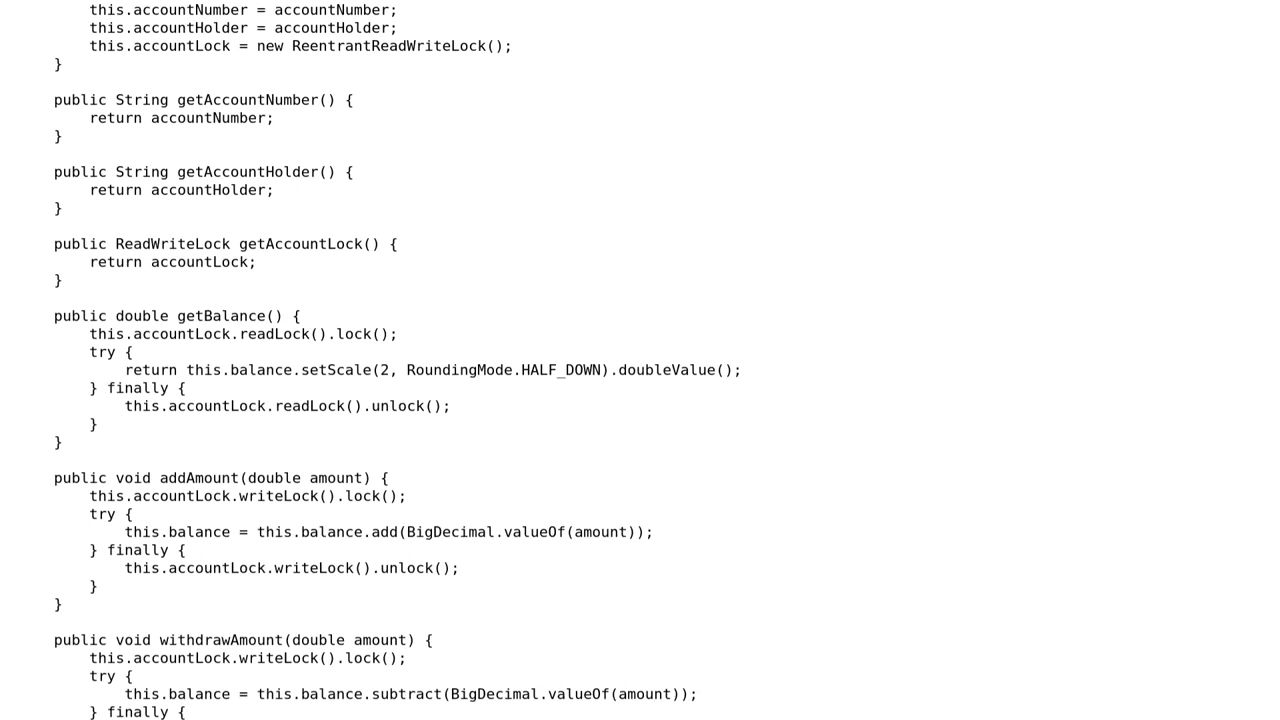 this.accountNumber = accountNumber;
        this.accountHolder = accountHolder;
        this.accountLock = new ReentrantReadWriteLock();
    }

    public String getAccountNumber() {
        return accountNumber;
    }

    public String getAccountHolder() {
        return accountHolder;
    }

    public ReadWriteLock getAccountLock() {
        return accountLock;
    }

    public double getBalance() {
        this.accountLock.readLock().lock();
        try {
            return this.balance.setScale(2, RoundingMode.HALF_DOWN).doubleValue();
        } finally {
            this.accountLock.readLock().unlock();
        }
    }

    public void addAmount(double amount) {
        this.accountLock.writeLock().lock();
        try {
            this.balance = this.balance.add(BigDecimal.valueOf(amount));
        } finally {
            this.accountLock.writeLock().unlock();
        }
    }

    public void withdrawAmount(double amount) {
        this.accountLock.writeLock().lock();
        try {
            this.balance = this.balance.subtract(BigDecimal.valueOf(amount));
        } finally {